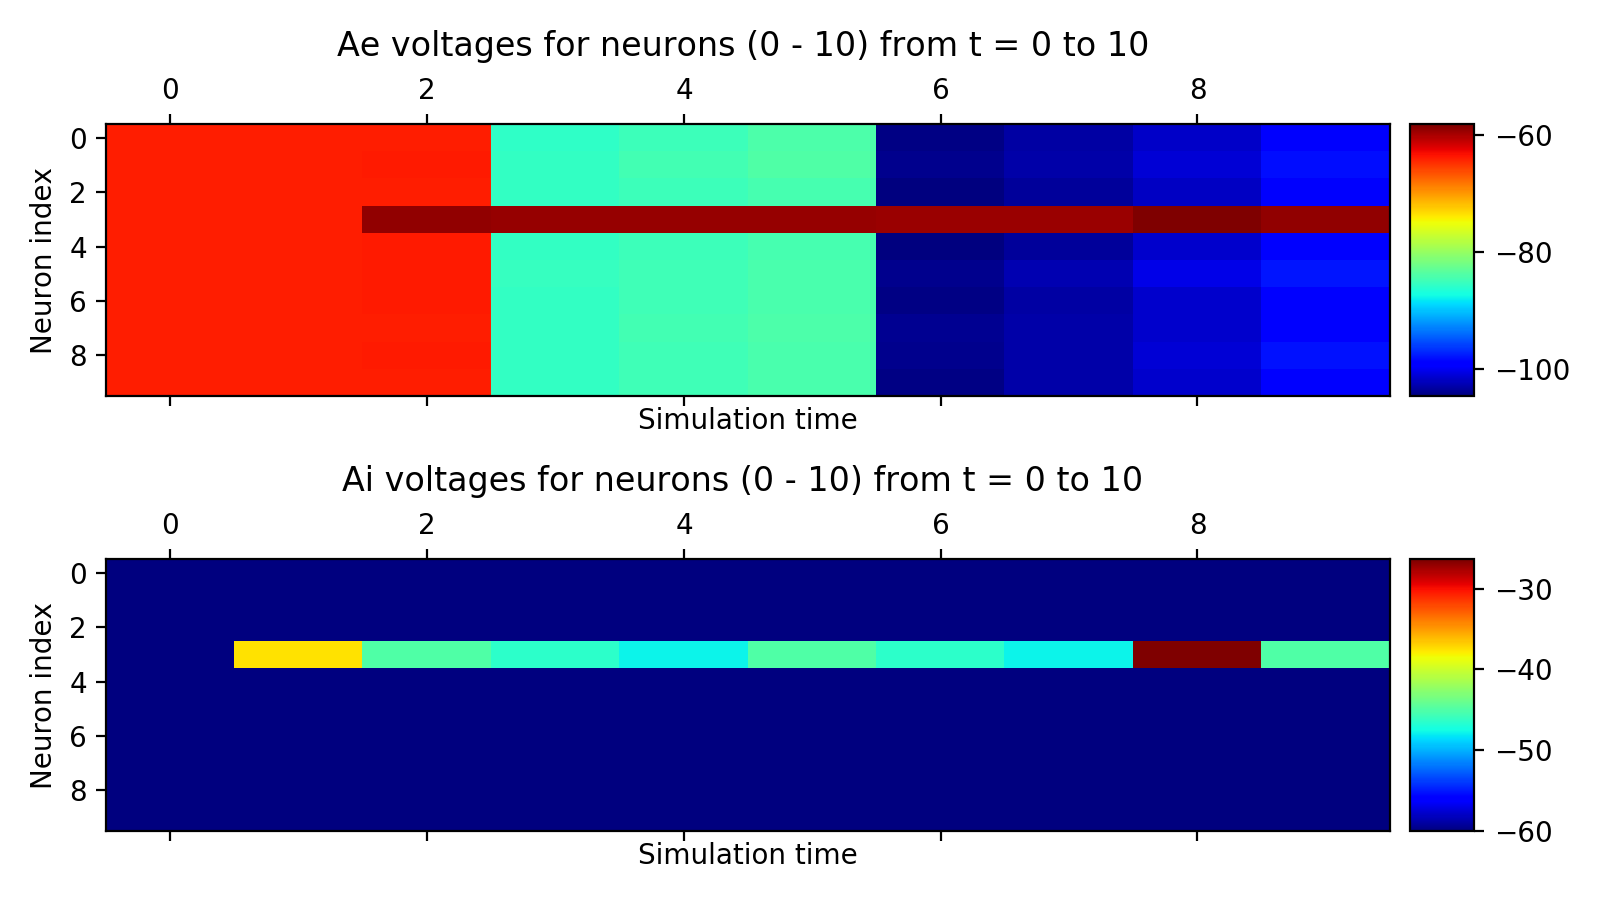 Ae voltages for neurons (0 - 10) from t = 0 to 10
0 2 4 6 8
Neuron index
0
2
4
6
8
Simulation time
−60
−80
−100
Ai voltages for neurons (0 - 10) from t = 0 to 10
0 2 4 6 8
Neuron index
0
2
4
6
8
Simulation time
−30
−40
−50
−60